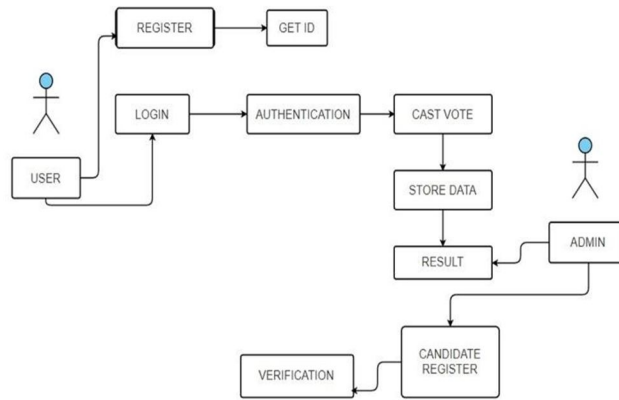 REGISTER
GET ID
LOGIN
AUTHENTICATION
CAST VOTE
USER
STORE DATA
ADMIN
RESULT
CANDIDATE
REGISTER
VERIFICATION